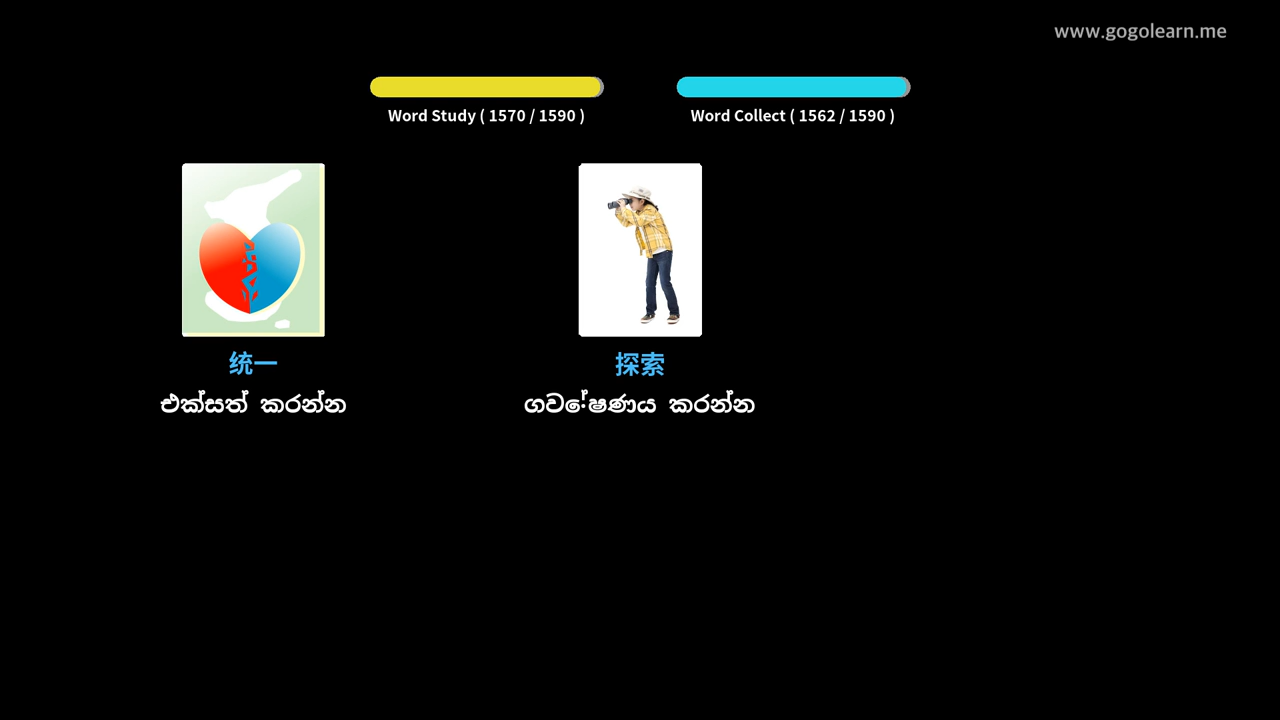 www.gogolearn.me
Word Study ( 1570 / 1590 )
Word Collect ( 1562 / 1590 )
统一
探索
එක්සත් කරන්න
ගවේෂණය කරන්න